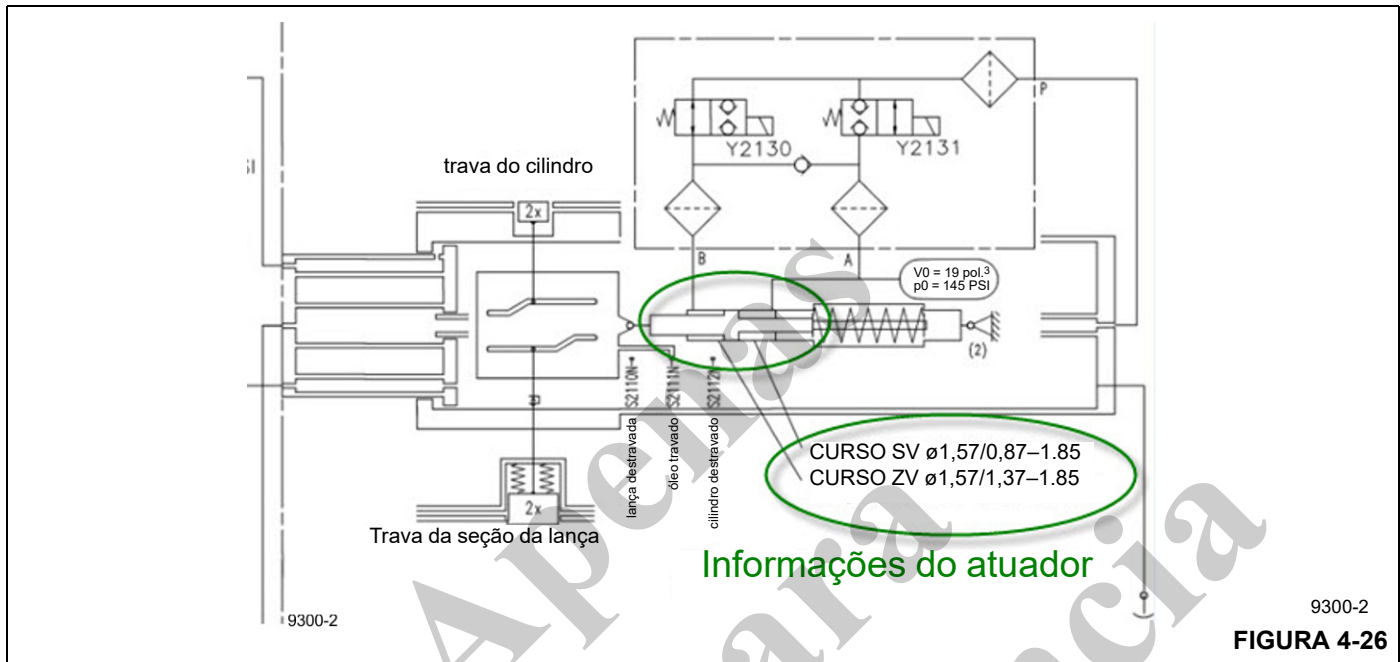 P
Y2130
Y2131
trava do cilindro
2x
B
A
V0 = 19 pol.³
p0 = 145 PSI
(2)
S2110N
S2111N
S2112N
lança destravada
óleo travado
cilindro destravado
2x
Trava da seção da lança
CURSO SV ø1,57/0,87–1.85
CURSO ZV ø1,57/1,37–1.85
Informações do atuador
9300-2
9300-2
FIGURA 4-26
Apenas
para